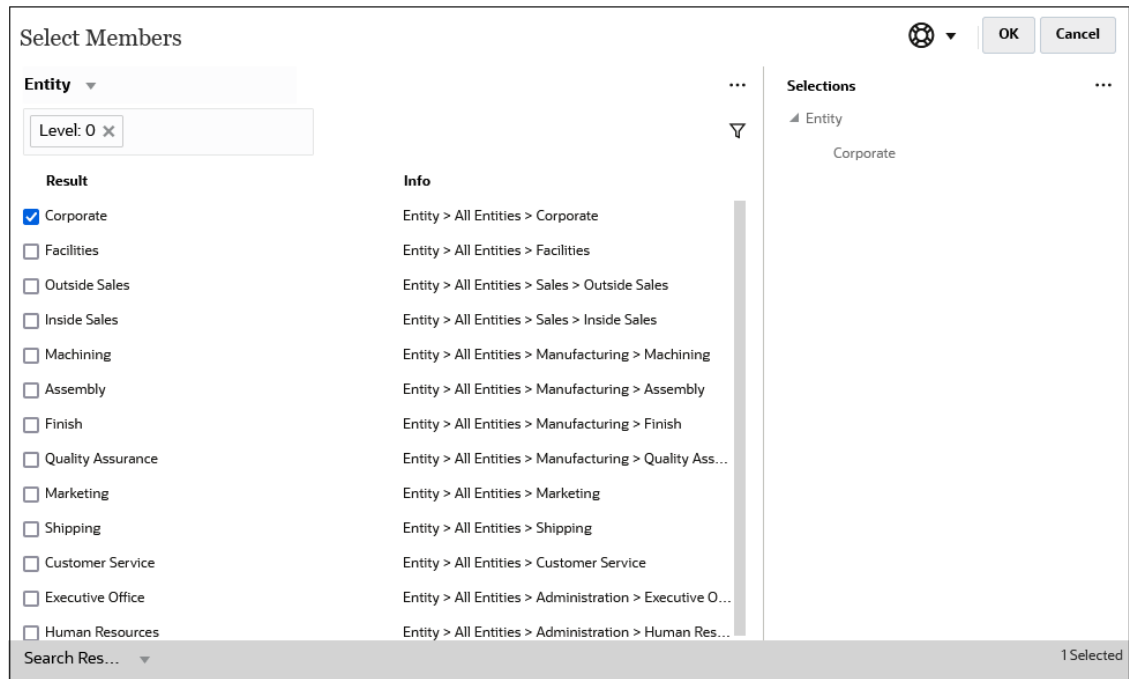 Select Members
OK
Cancel
Entity
...
Selections
...
Level: 0
Entity
Corporate
Result Info
Corporate Entity > All Entities > Corporate
Facilities Entity > All Entities > Facilities
Outside Sales Entity > All Entities > Sales > Outside Sales
Inside Sales Entity > All Entities > Sales > Inside Sales
Machining Entity > All Entities > Manufacturing > Machining
Assembly Entity > All Entities > Manufacturing > Assembly
Finish Entity > All Entities > Manufacturing > Finish
Quality Assurance Entity > All Entities > Manufacturing > Quality Ass...
Marketing Entity > All Entities > Marketing
Shipping Entity > All Entities > Shipping
Customer Service Entity > All Entities > Customer Service
Executive Office Entity > All Entities > Administration > Executive O...
Human Resources Entity > All Entities > Administration > Human Res...
Search Res...
1 Selected